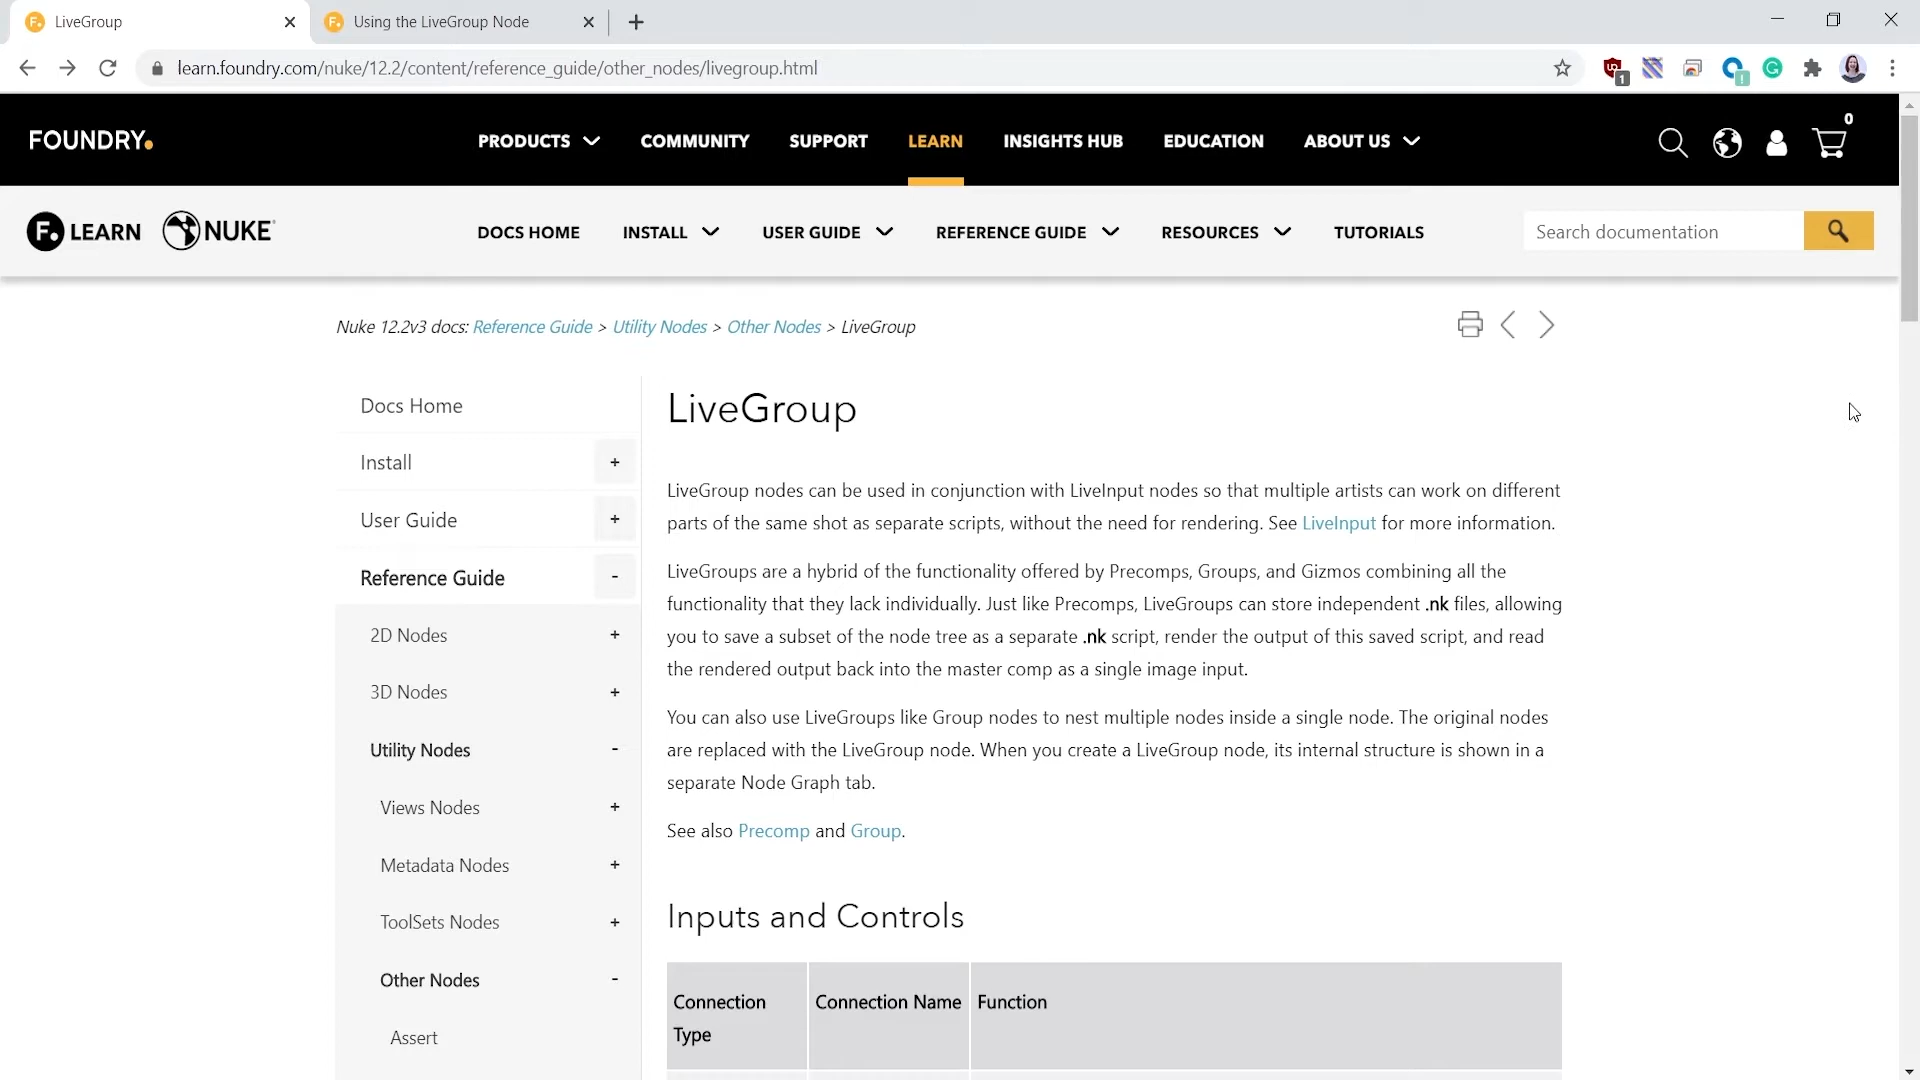 LiveGroup
Using the LiveGroup Node
learn.foundry.com/nuke/12.2/content/reference_guide/other_nodes/livegroup.html
1
!
FOUNDRY.
PRODUCTS
COMMUNITY
SUPPORT
LEARN
INSIGHTS HUB
EDUCATION
ABOUT US
0
F. LEARN
NUKE
DOCS HOME
INSTALL
USER GUIDE
REFERENCE GUIDE
RESOURCES
TUTORIALS
Search documentation
Nuke 12.2v3 docs: Reference Guide > Utility Nodes > Other Nodes > LiveGroup
Docs Home
Install +
User Guide +
Reference Guide -
2D Nodes +
3D Nodes +
Utility Nodes -
Views Nodes +
Metadata Nodes +
ToolSets Nodes +
Other Nodes -
Assert
LiveGroup
LiveGroup nodes can be used in conjunction with LiveInput nodes so that multiple artists can work on different
parts of the same shot as separate scripts, without the need for rendering. See LiveInput for more information.
LiveGroups are a hybrid of the functionality offered by Precomps, Groups, and Gizmos combining all the
functionality that they lack individually. Just like Precomps, LiveGroups can store independent .nk files, allowing
you to save a subset of the node tree as a separate .nk script, render the output of this saved script, and read
the rendered output back into the master comp as a single image input.
You can also use LiveGroups like Group nodes to nest multiple nodes inside a single node. The original nodes
are replaced with the LiveGroup node. When you create a LiveGroup node, its internal structure is shown in a
separate Node Graph tab.
See also Precomp and Group.
Inputs and Controls
Connection
Type
Connection Name
Function